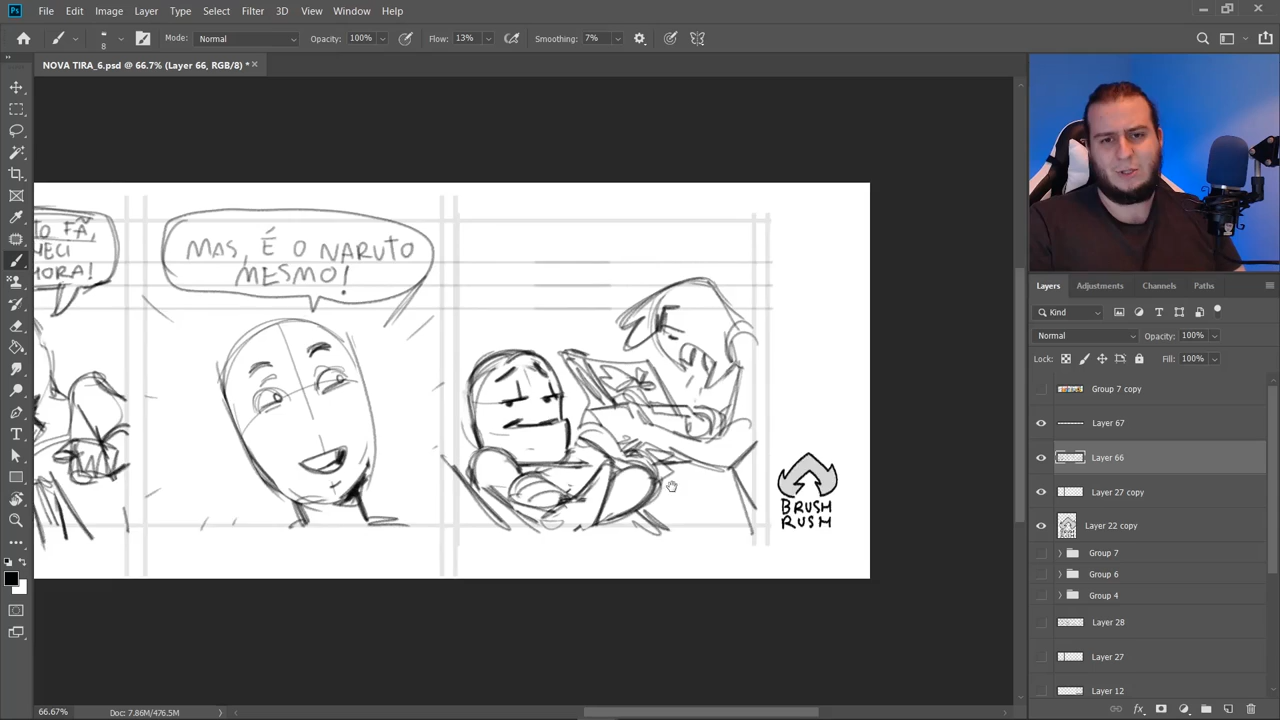 Ps File Edit Image Layer Type Select Filter 3D View Window Help
8 Mode: Normal Opacity: 100% Flow: 13% Smoothing: 7%
NOVA TIRA_6.psd @ 66.7% (Layer 66, RGB/8) *
FÃ,
HORA!
MAS, É O NARUTO
MESMO!
BRUSH
RUSH
Layers Adjustments Channels Paths
Kind
Normal Opacity: 100%
Lock: Fill: 100%
Group 7 copy
Layer 67
Layer 66
Layer 27 copy
Layer 22 copy
Group 7
Group 6
Group 4
Layer 28
Layer 27
Layer 12
66.67% Doc: 7.86M/476.5M